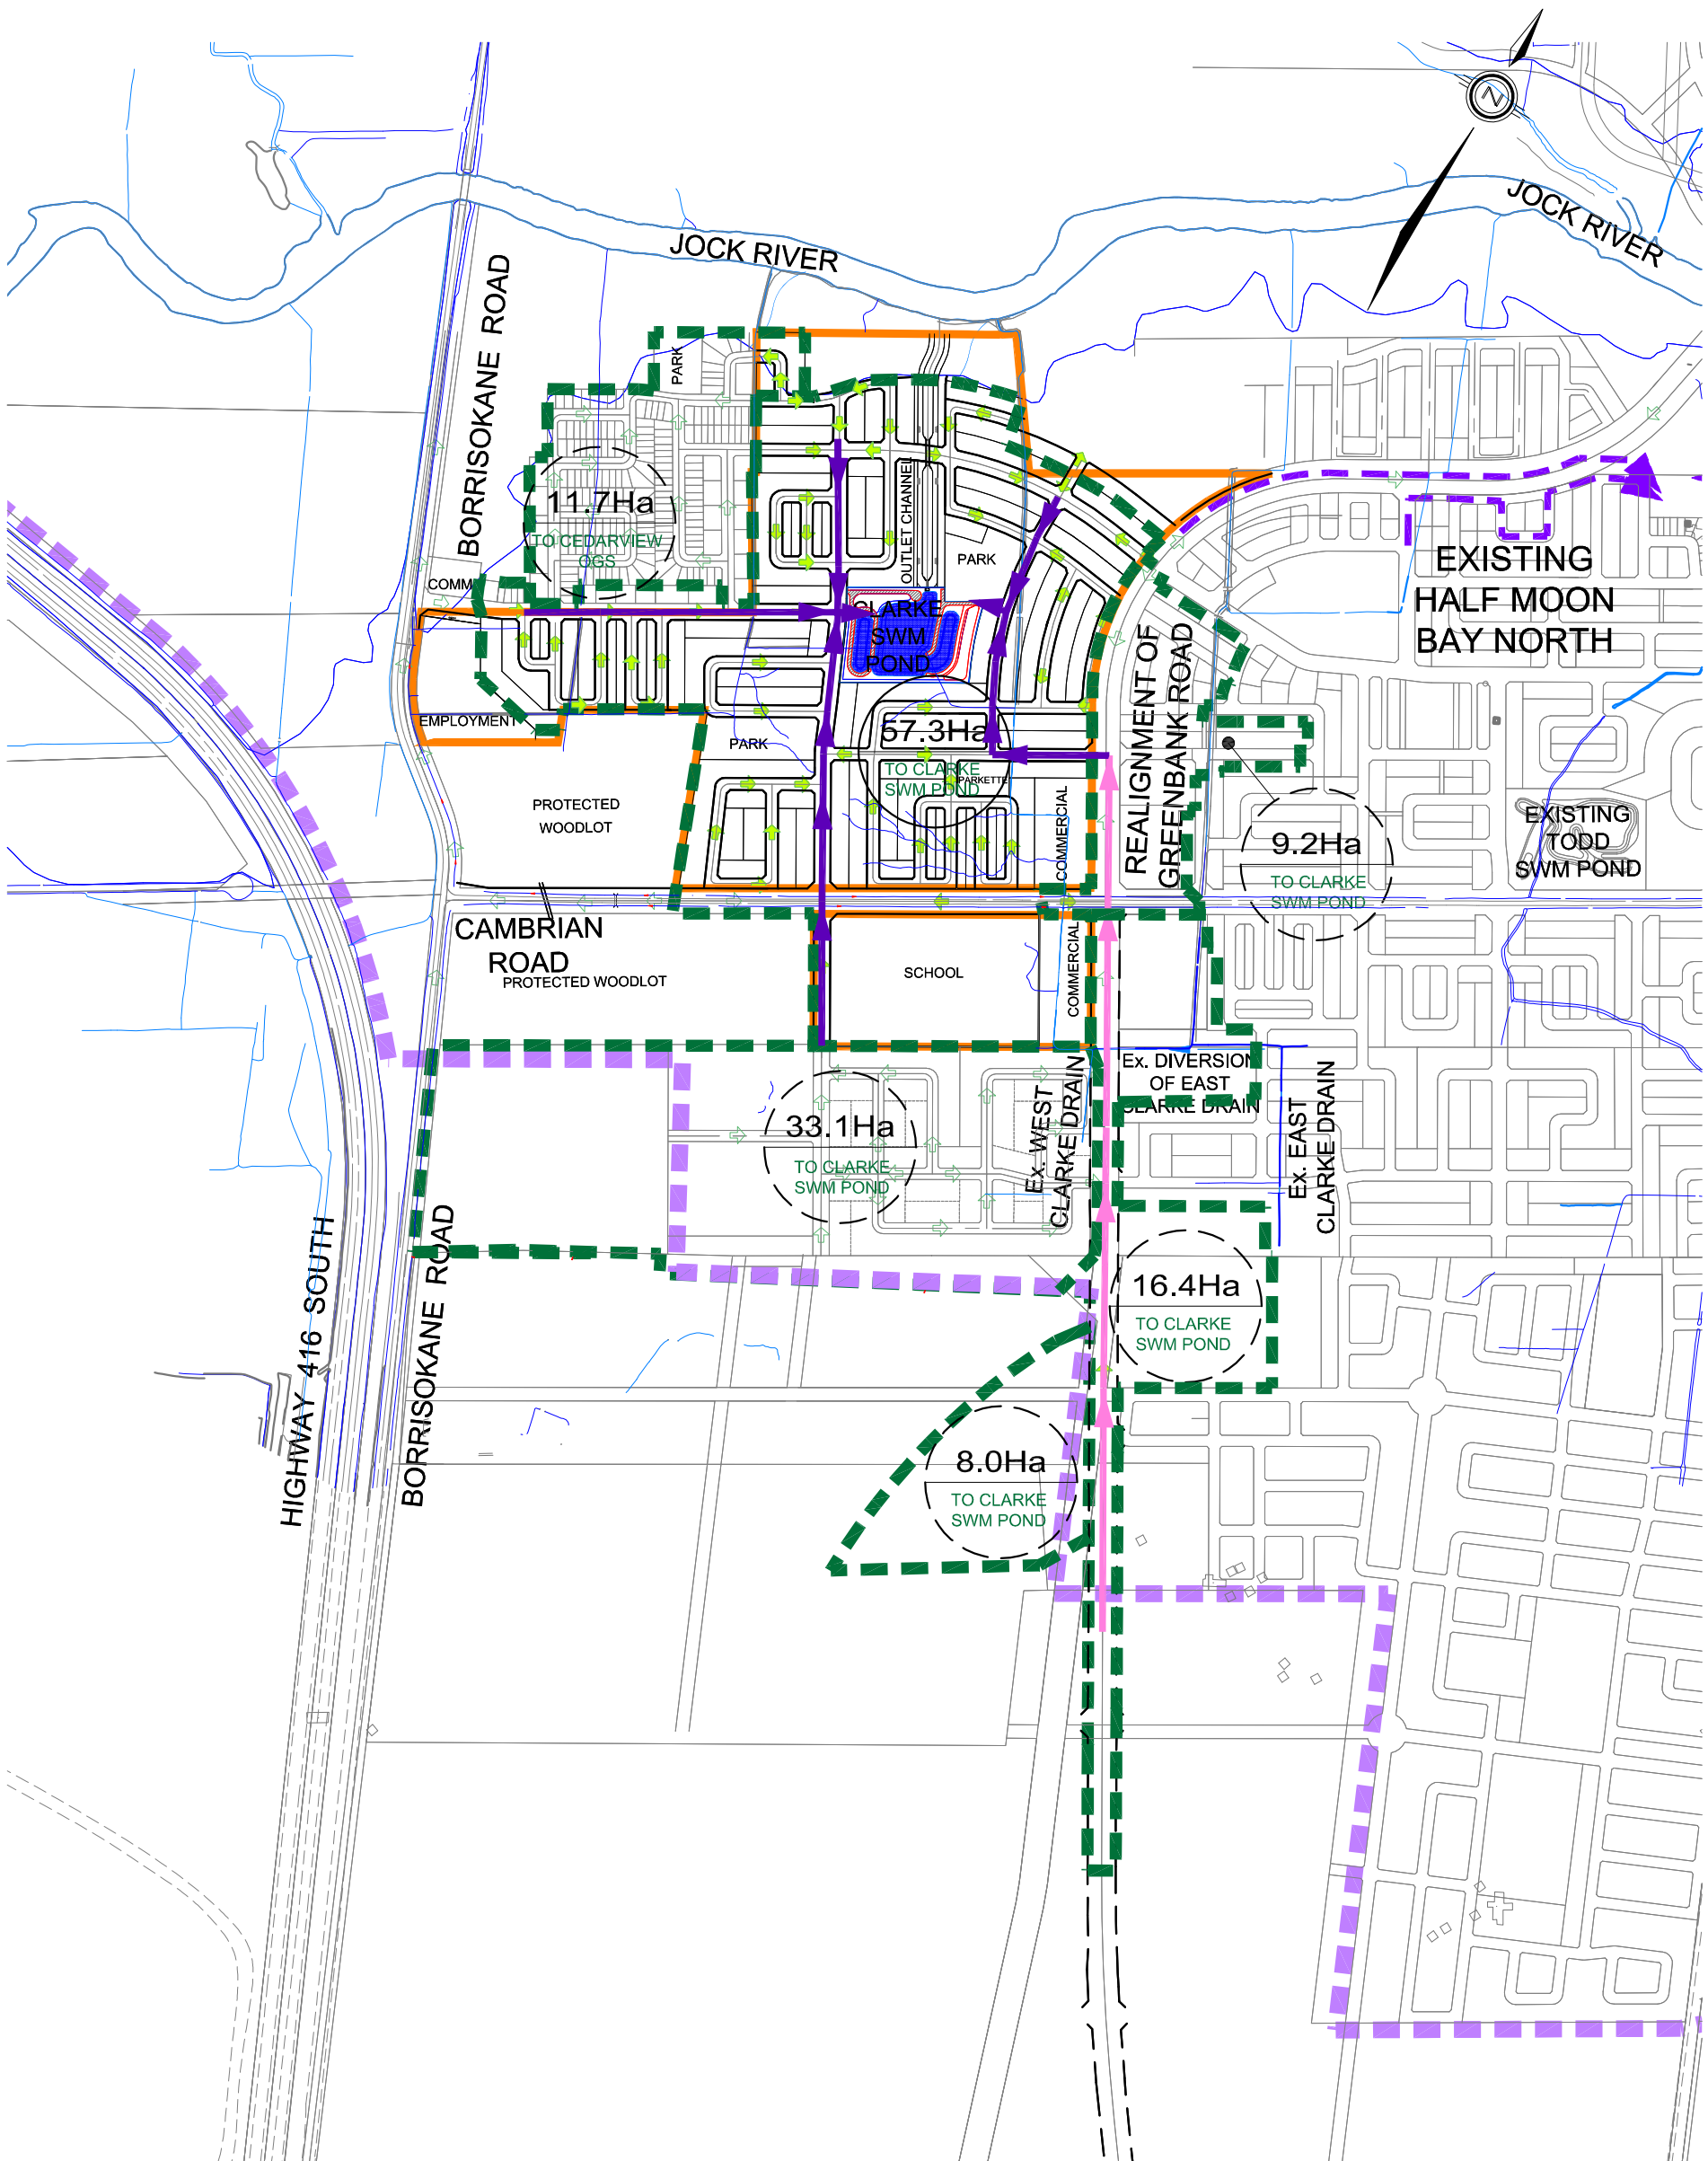 N
JOCK RIVER
JOCK RIVER
BORRISOKANE ROAD
PARK
11.7Ha
TO CEDARVIEW
OGS
OUTLET CHANNEL
PARK
COMM
CLARKE
SWM
POND
EXISTING
HALF MOON
BAY NORTH
REALIGNMENT OF
GREENBANK ROAD
EMPLOYMENT
PARK
57.3Ha
TO CLARKE
SWM POND
PARKETTE
PROTECTED
WOODLOT
COMMERCIAL
9.2Ha
TO CLARKE
SWM POND
EXISTING
TODD
SWM POND
CAMBRIAN
ROAD
PROTECTED WOODLOT
SCHOOL
COMMERCIAL
Ex. DIVERSION
OF EAST
CLARKE DRAIN
Ex. WEST
CLARKE DRAIN
Ex. EAST
CLARKE DRAIN
33.1Ha
TO CLARKE
SWM POND
HIGHWAY 416 SOUTH
BORRISOKANE ROAD
16.4Ha
TO CLARKE
SWM POND
8.0Ha
TO CLARKE
SWM POND